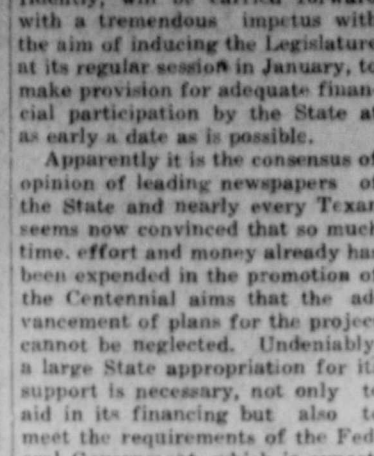 with a tremendous impetus with
the aim of inducing the Legislature
at its regular session in January, to
make provision for adequate finan
cial participation by the State at
as early a date as is possible.
Apparently it is the consensus of
opinion of leading newspapers of
the State and nearly every Texan
seems now convinced that so much
time. effort and money already has
been expended in the promotion of
the Centennial aims that the ad
vancement of plans for the projec
cannot be neglected. Undeniably
a large State appropriation for its
support is necessary, not only to
aid in its financing but also to
meet the requirements of the Fed